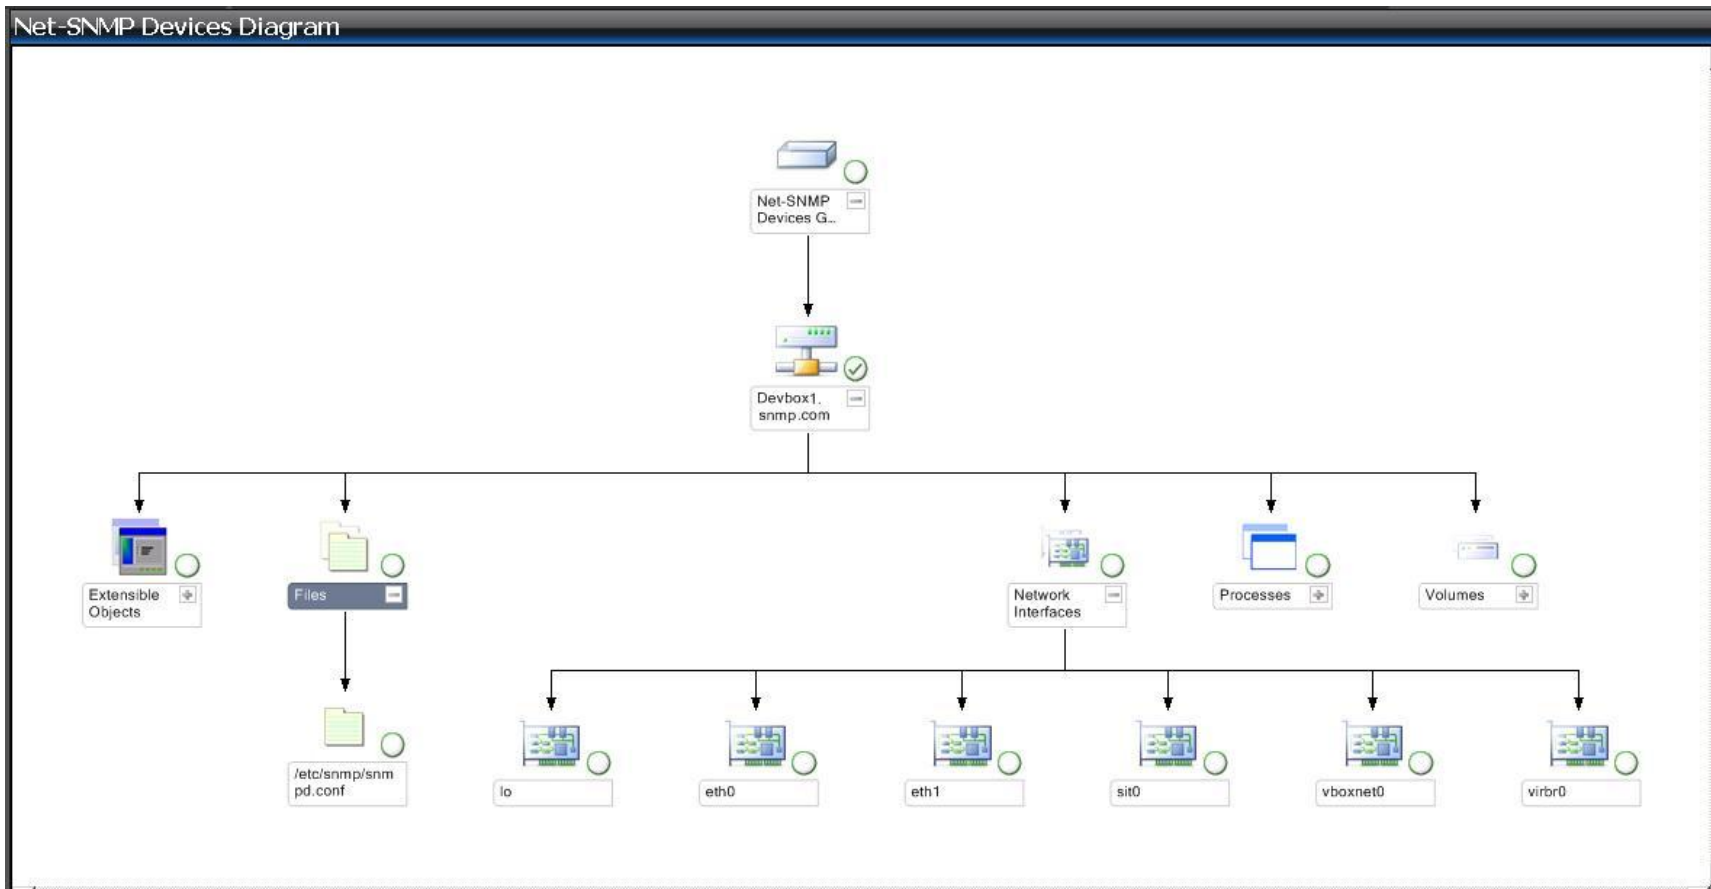 Net-SNMP Devices Diagram
Net-SNMP
Devices G...
Devbox1.
snmp.com
Extensible
Objects
Files
Network
Interfaces
Processes
Volumes
/etc/snmp/snm
pd.conf
lo
eth0
eth1
sit0
vboxnet0
virbr0